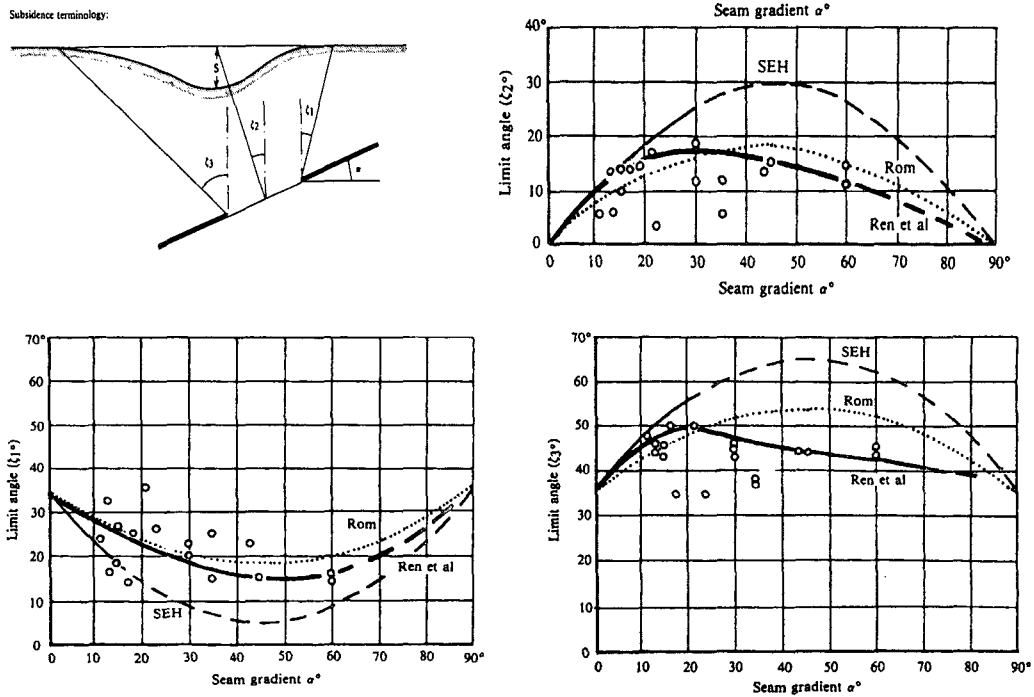 Subsidence terminology:
S
ζ3
ζ2
ζ1
α
Seam gradient α°
40°
30
20
10
0
Limit angle (ζ2°)
SEH
Rom
Ren et al
0 10 20 30 40 50 60 70 80 90°
Seam gradient α°
70°
60
50
40
30
20
10
0
Limit angle (ζ1°)
Rom
Ren et al
SEH
0 10 20 30 40 50 60 70 80 90°
Seam gradient α°
70°
60
50
40
30
20
10
0
Limit angle (ζ3°)
SEH
Rom
Ren et al
0 10 20 30 40 50 60 70 80 90°
Seam gradient α°